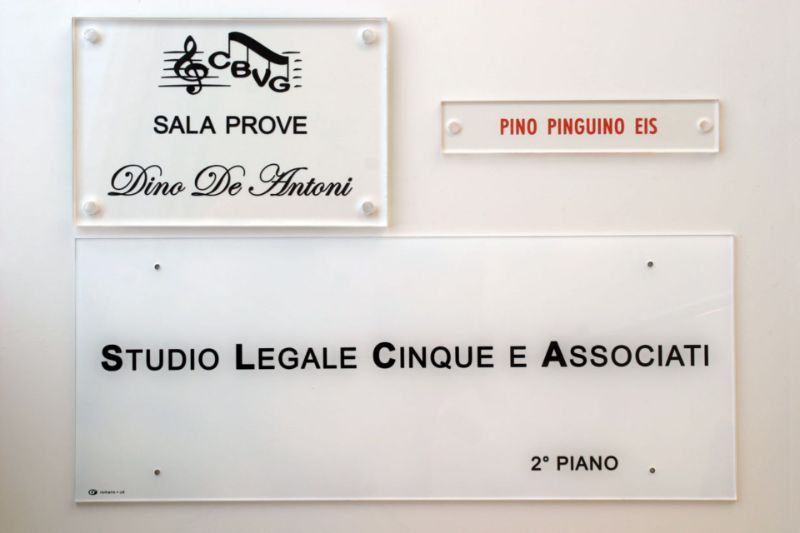 CBVG
SALA PROVE
Dino De Antoni
PINO PINGUINO EIS
STUDIO LEGALE CINQUE E ASSOCIATI
2° PIANO